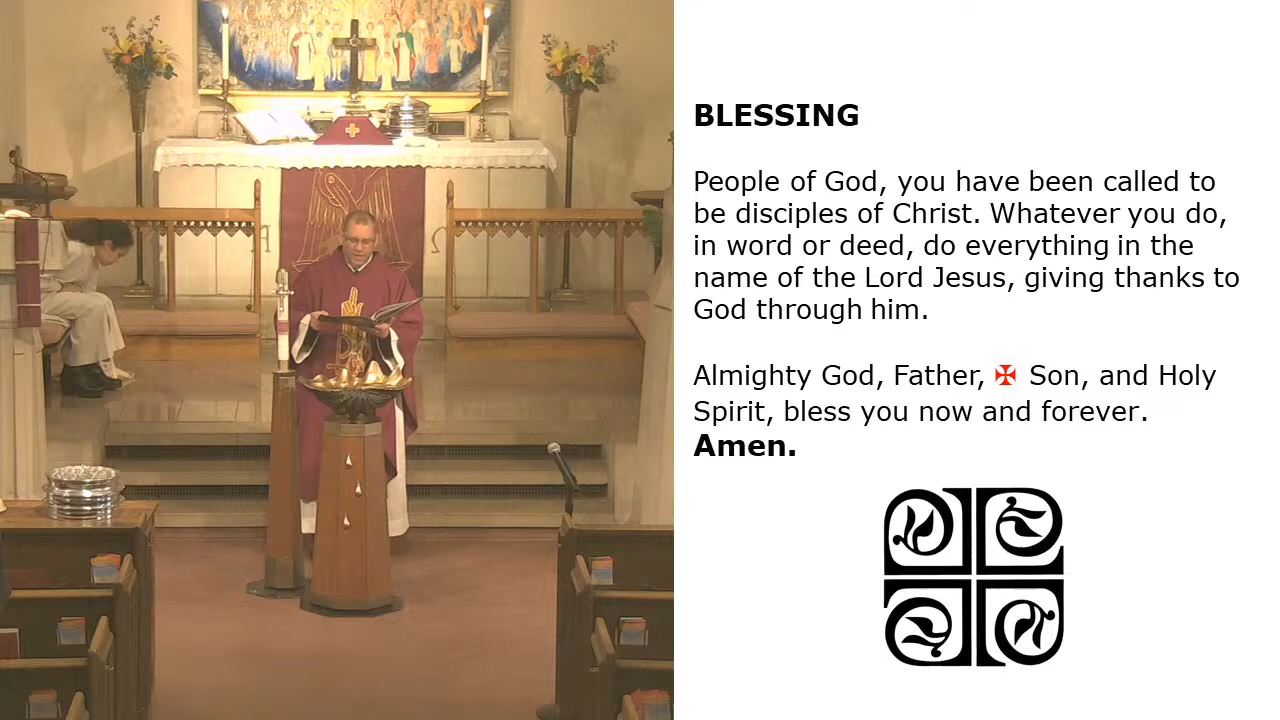 BLESSING
People of God, you have been called to
be disciples of Christ. Whatever you do,
in word or deed, do everything in the
name of the Lord Jesus, giving thanks to
God through him.
Almighty God, Father, ✠ Son, and Holy
Spirit, bless you now and forever.
Amen.